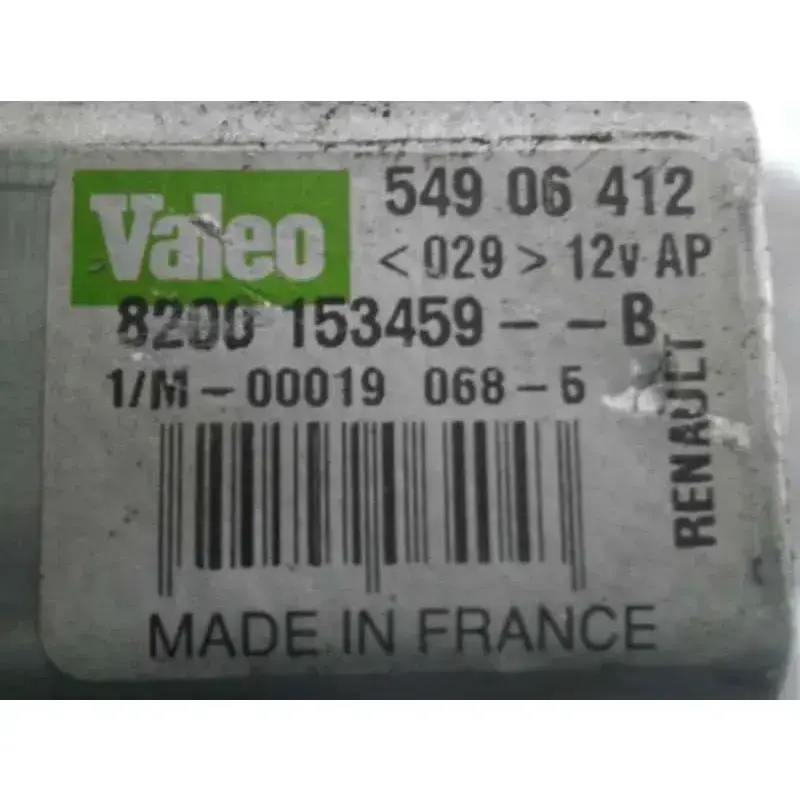 Valeo
549 06 412
<029> 12v AP
8200 153459 - - B
1/M-00019 068-5
RENAULT
MADE IN FRANCE